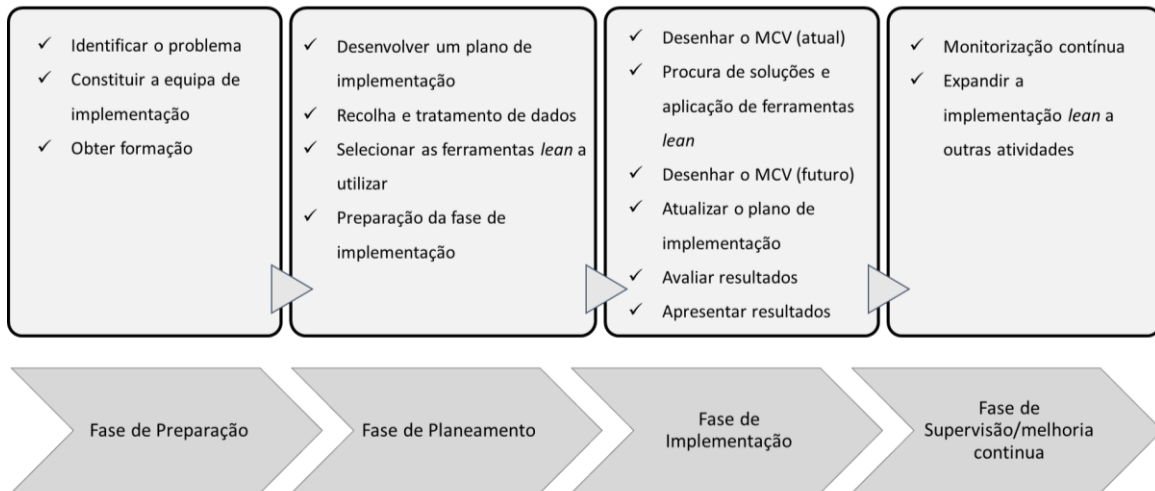 ✓ Identificar o problema
✓ Constituir a equipa de
implementação
✓ Obter formação
✓ Desenvolver um plano de
implementação
✓ Recolha e tratamento de dados
✓ Selecionar as ferramentas lean a
utilizar
✓ Preparação da fase de
implementação
✓ Desenhar o MCV (atual)
✓ Procura de soluções e
aplicação de ferramentas
lean
✓ Desenhar o MCV (futuro)
✓ Atualizar o plano de
implementação
✓ Avaliar resultados
✓ Apresentar resultados
✓ Monitorização contínua
✓ Expandir a
implementação lean a
outras atividades
Fase de Preparação
Fase de Planeamento
Fase de
Implementação
Fase de
Supervisão/melhoria
continua